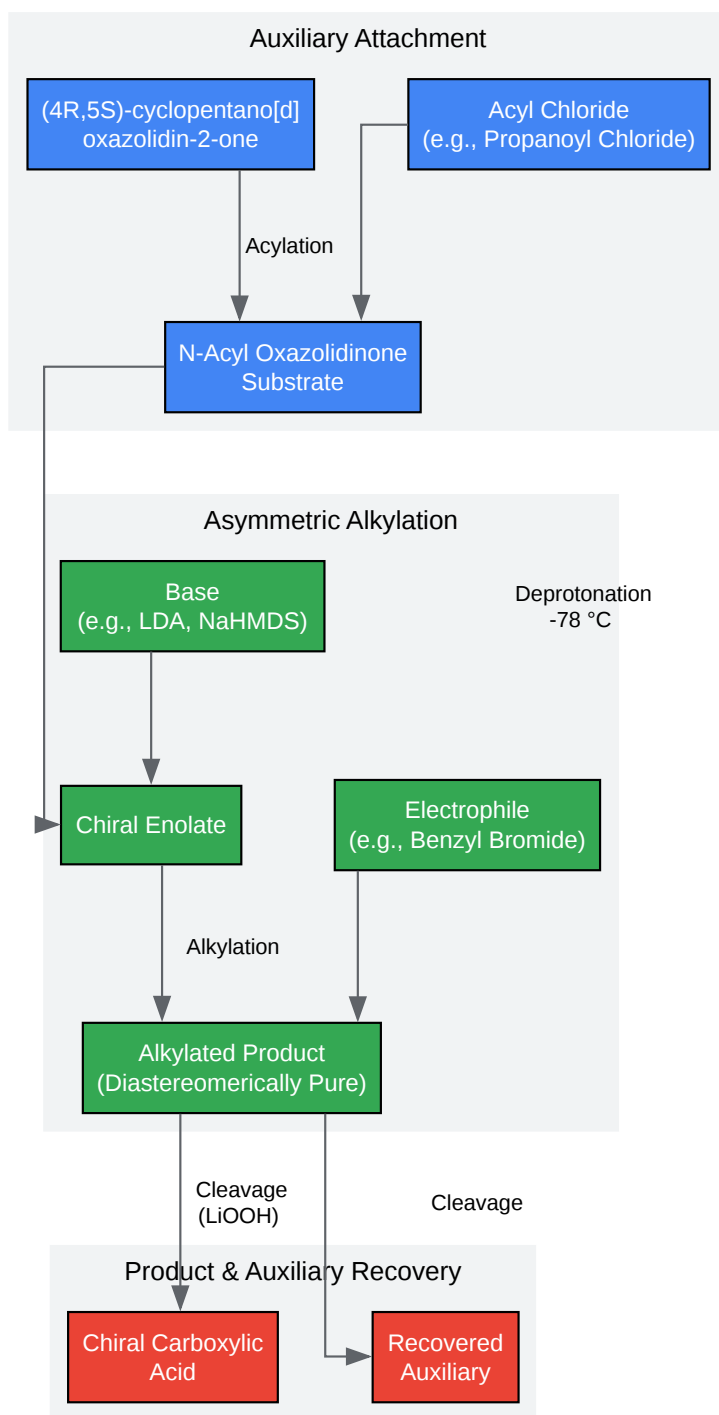 Auxiliary Attachment
(4R,5S)-cyclopentano[d]
oxazolidin-2-one
Acyl Chloride
(e.g., Propanoyl Chloride)
Acylation
N-Acyl Oxazolidinone
Substrate
Asymmetric Alkylation
Base
(e.g., LDA, NaHMDS)
Deprotonation
-78 °C
Chiral Enolate
Electrophile
(e.g., Benzyl Bromide)
Alkylation
Alkylated Product
(Diastereomerically Pure)
Cleavage
(LiOOH)
Cleavage
Product & Auxiliary Recovery
Chiral Carboxylic
Acid
Recovered
Auxiliary